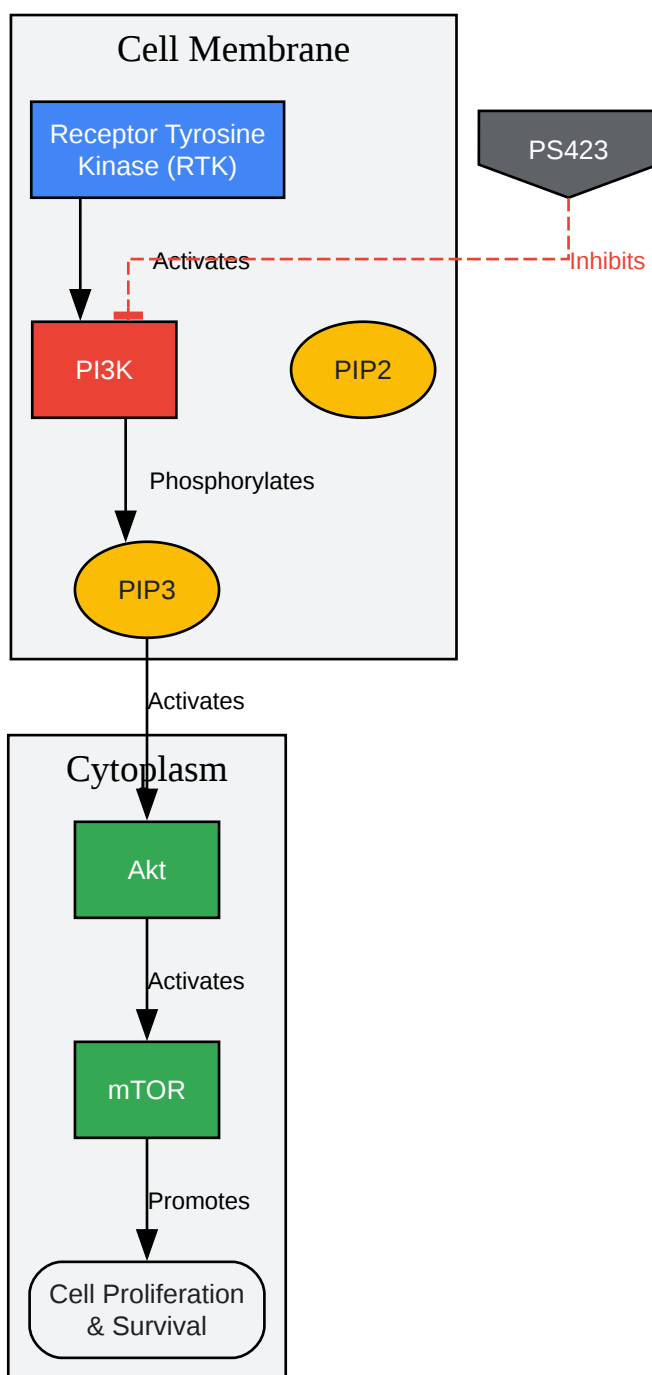 Cell Membrane
Receptor Tyrosine
Kinase (RTK)
PS423
Activates
Inhibits
PI3K
PIP2
Phosphorylates
PIP3
Activates
Cytoplasm
Akt
Activates
mTOR
Promotes
Cell Proliferation
& Survival